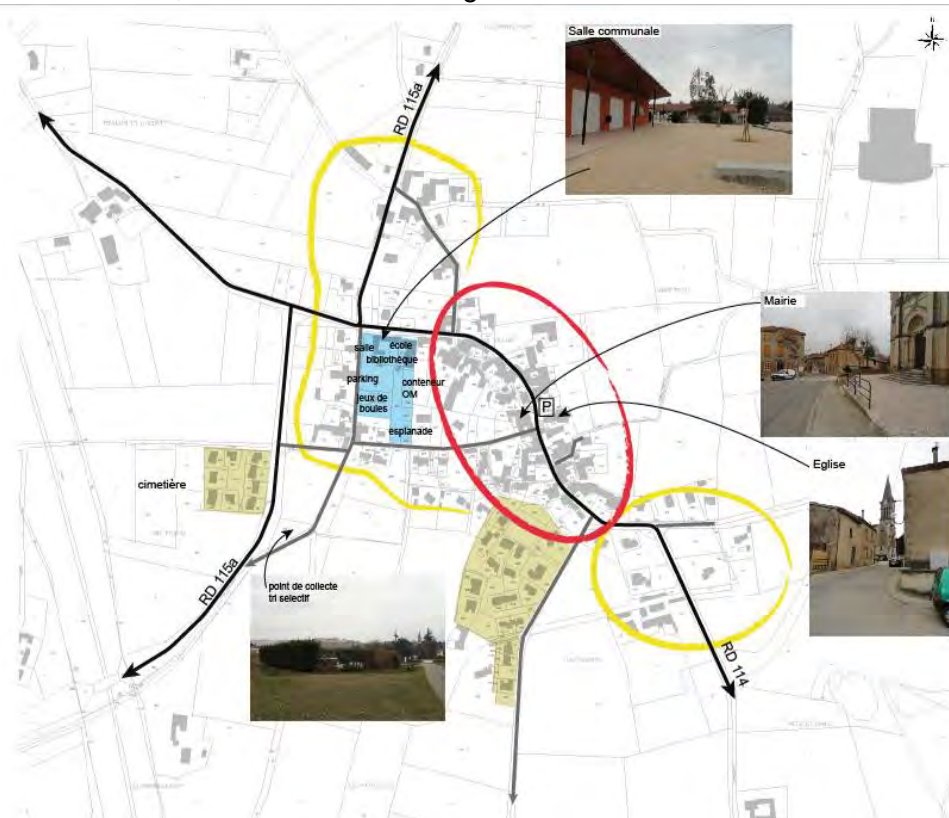 Salle communale
RD 115a
Mairie
salle
école
bibliothèque
parking
conteneur
OM
jeux de
boules
P
esplanade
Eglise
cimetière
RD 115a
point de collecte
tri selectif
RD 114